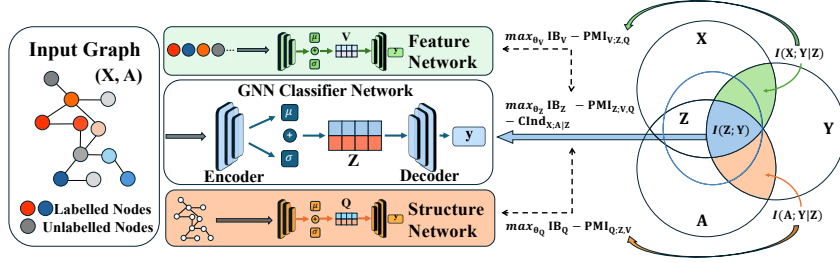 Input Graph
(X, A)
Labelled Nodes
Unlabelled Nodes
μ
σ
V
y
Feature
Network
GNN Classifier Network
μ
σ
Z
y
Encoder
Decoder
μ
σ
Q
y
Structure
Network
max_θV IB_V − PMI_V;Z,Q
max_θZ IB_Z − PMI_Z;V,Q
− CInd_X;A|Z
max_θQ IB_Q − PMI_Q;Z,V
X
I(X; Y|Z)
Z
I(Z; Y)
Y
A
I(A; Y|Z)